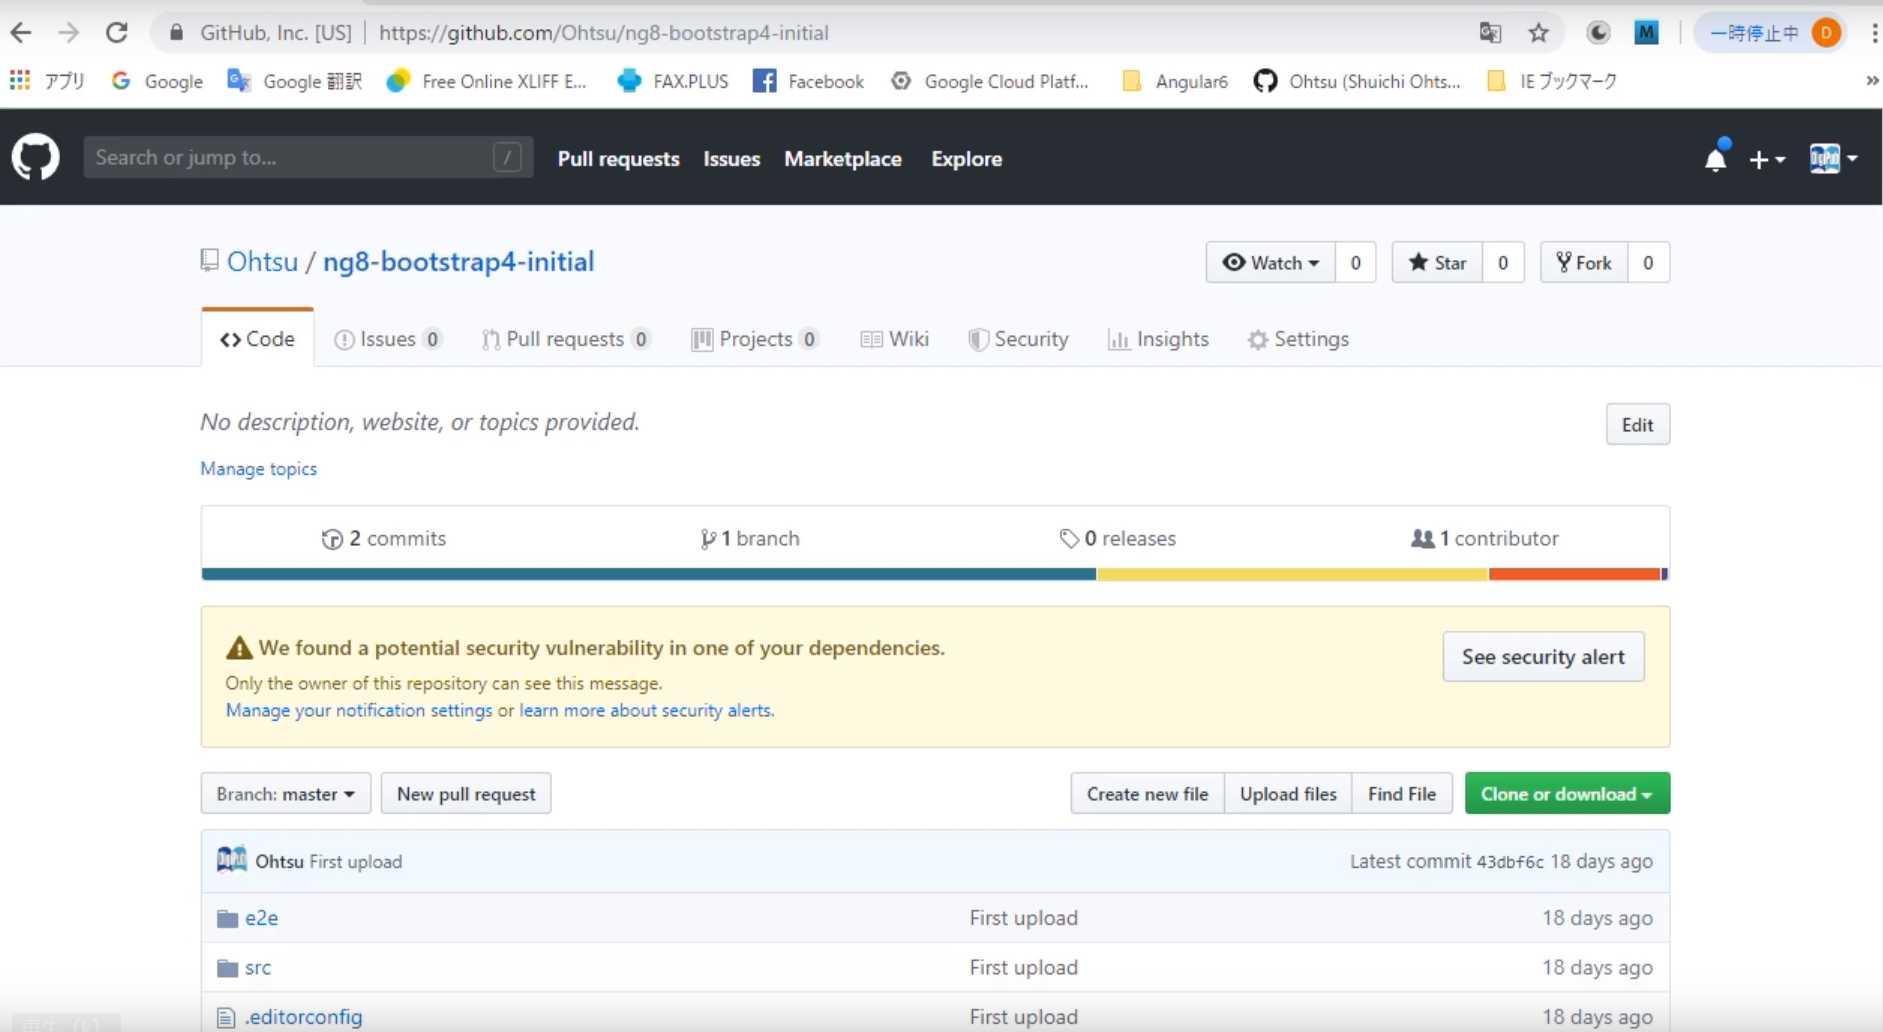 GitHub, Inc. [US] | https://github.com/Ohtsu/ng8-bootstrap4-initial M 一時停止中 D
アプリ G Google Google 翻訳 Free Online XLIFF E... FAX.PLUS Facebook Google Cloud Platf... Angular6 Ohtsu (Shuichi Ohts... IE ブックマーク »
Search or jump to... / Pull requests Issues Marketplace Explore
Ohtsu / ng8-bootstrap4-initial Watch 0 Star 0 Fork 0
Code Issues 0 Pull requests 0 Projects 0 Wiki Security Insights Settings
No description, website, or topics provided. Edit
Manage topics
2 commits 1 branch 0 releases 1 contributor
We found a potential security vulnerability in one of your dependencies. See security alert
Only the owner of this repository can see this message.
Manage your notification settings or learn more about security alerts.
Branch: master New pull request Create new file Upload files Find File Clone or download
Ohtsu First upload Latest commit 43dbf6c 18 days ago
e2e First upload 18 days ago
src First upload 18 days ago
.editorconfig First upload 18 days ago
再生 (k)